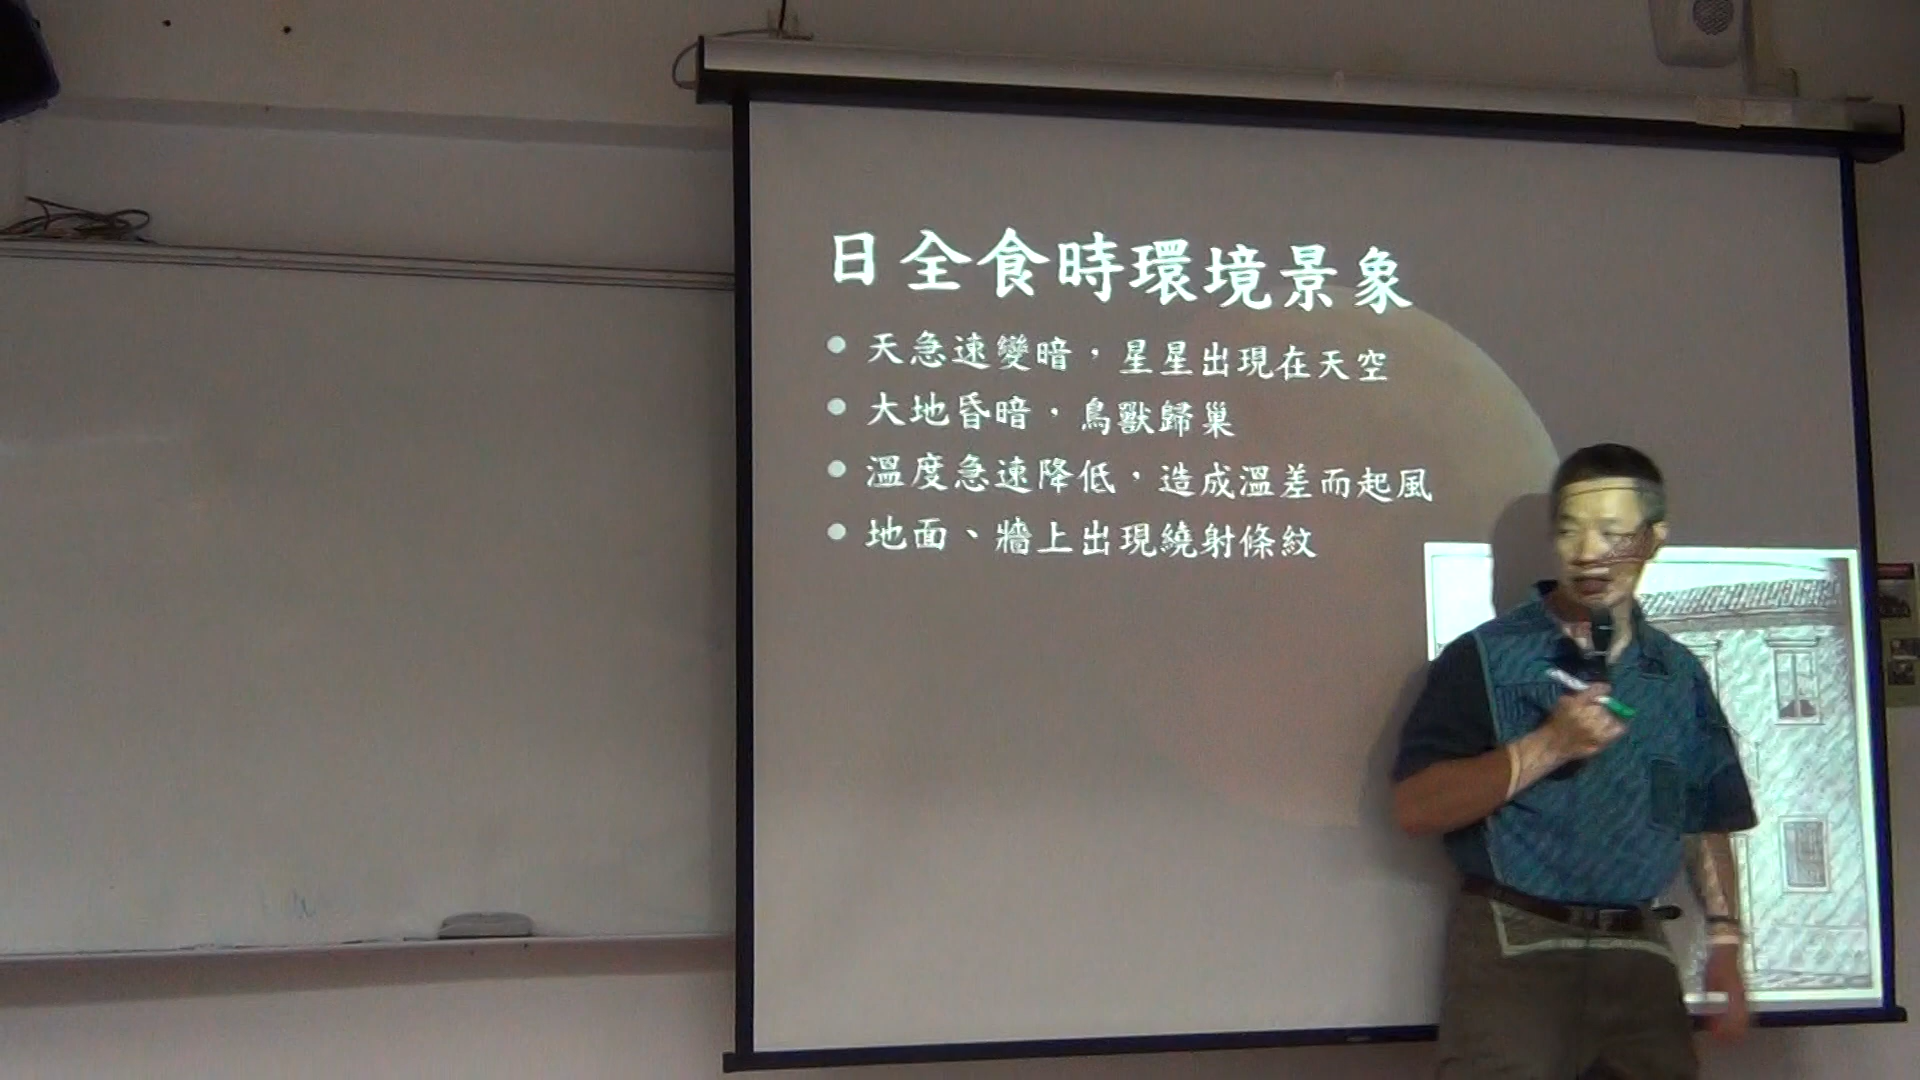 日全食時環境景象
• 天急速變暗，星星出現在天空
• 大地昏暗，鳥獸歸巢
• 溫度急速降低，造成溫差而起風
• 地面、牆上出現繞射條紋